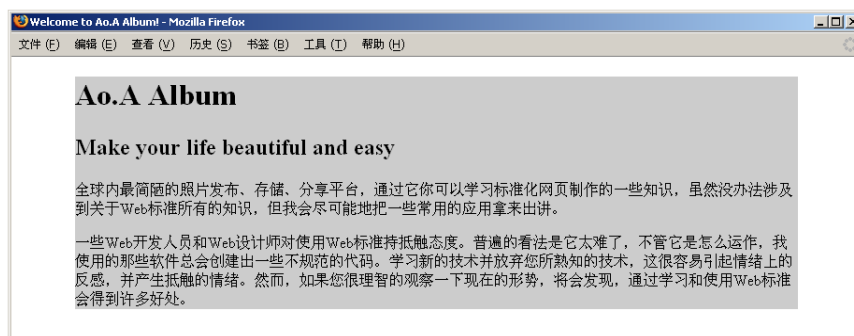 Welcome to Ao.A Album! - Mozilla Firefox
文件 (F) 编辑 (E) 查看 (V) 历史 (S) 书签 (B) 工具 (T) 帮助 (H)
Ao.A Album
Make your life beautiful and easy
全球内最简陋的照片发布、存储、分享平台，通过它你可以学习标准化网页制作的一些知识，虽然没办法涉及
到关于Web标准所有的知识，但我会尽可能地把一些常用的应用拿来出讲。
一些Web开发人员和Web设计师对使用Web标准持抵触态度。普遍的看法是它太难了，不管它是怎么运作，我
使用的那些软件总会创建出一些不规范的代码。学习新的技术并放弃您所熟知的技术，这很容易引起情绪上的
反感，并产生抵触的情绪。然而，如果您很理智的观察一下现在的形势，将会发现，通过学习和使用Web标准
会得到许多好处。